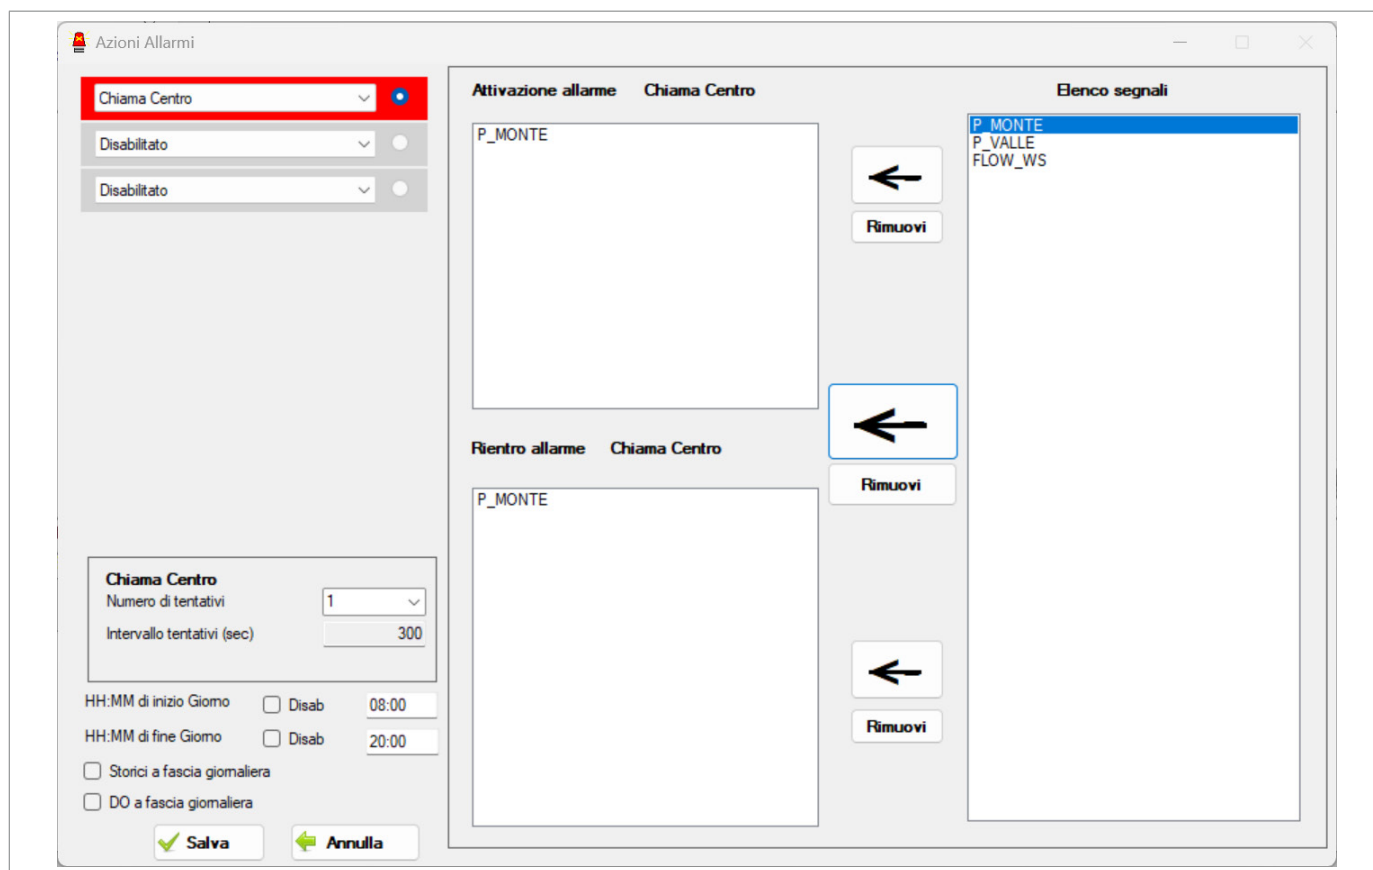 Azioni Allarmi
Chiama Centro
Disabilitato
Disabilitato
Chiama Centro
Numero di tentativi 1
Intervallo tentativi (sec) 300
HH:MM di inizio Giorno Disab 08:00
HH:MM di fine Giorno Disab 20:00
Storici a fascia giornaliera
DO a fascia giornaliera
Salva Annulla
Attivazione allarme Chiama Centro
P_MONTE
Rimuovi
Rimuovi
Rientro allarme Chiama Centro
P_MONTE
Rimuovi
Elenco segnali
P_MONTE
P_VALLE
FLOW_WS